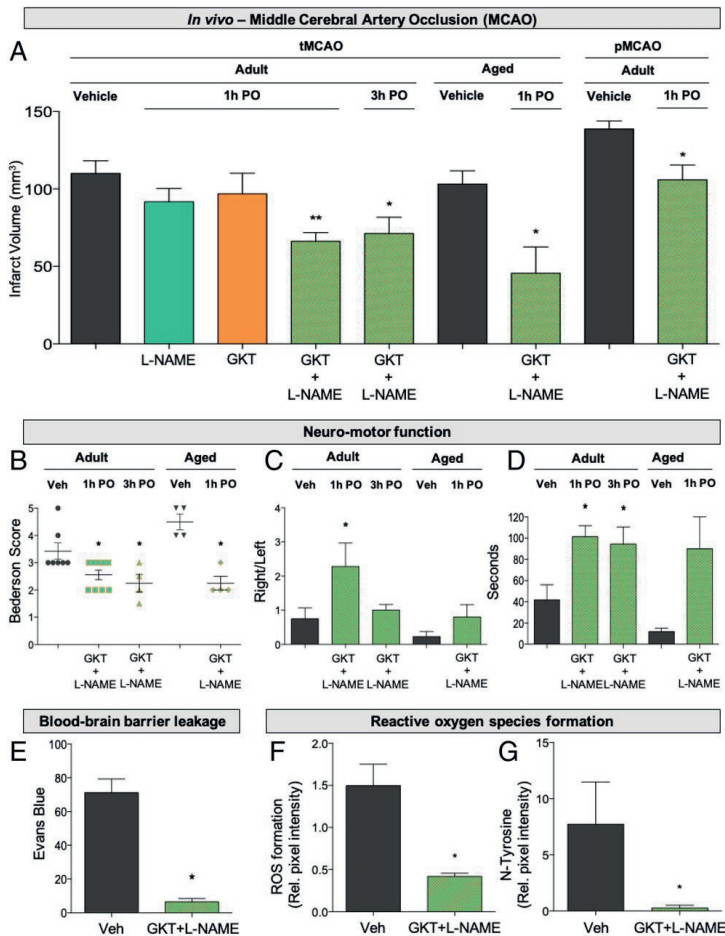 In vivo – Middle Cerebral Artery Occlusion (MCAO)
A
tMCAO
pMCAO
Adult
Aged
Adult
Vehicle
1h PO
3h PO
Vehicle
1h PO
Vehicle
1h PO
Infarct Volume (mm³)
150
100
50
0
**
*
*
*
L-NAME
GKT
GKT
+
L-NAME
GKT
+
L-NAME
GKT
+
L-NAME
GKT
+
L-NAME
Neuro-motor function
B
Adult
Aged
Veh
1h PO
3h PO
Veh
1h PO
Bederson Score
5
4
3
2
1
0
*
*
*
GKT
+
L-NAME
GKT
+
L-NAME
GKT
+
L-NAME
C
Adult
Aged
Veh
1h PO
3h PO
Veh
1h PO
Right/Left
4
3
2
1
0
*
GKT
+
L-NAME
GKT
+
L-NAME
GKT
+
L-NAME
D
Adult
Aged
Veh
1h PO
3h PO
Veh
1h PO
Seconds
120
100
80
60
40
20
0
*
*
GKT
+
L-NAME
GKT
+
L-NAME
GKT
+
L-NAME
Blood-brain barrier leakage
Reactive oxygen species formation
E
Evans Blue
100
80
60
40
20
0
*
Veh
GKT+L-NAME
F
ROS formation
(Rel. pixel intensity)
2.0
1.5
1.0
0.5
0.0
*
Veh
GKT+L-NAME
G
N-Tyrosine
(Rel. pixel intensity)
15
10
5
0
*
Veh
GKT+L-NAME